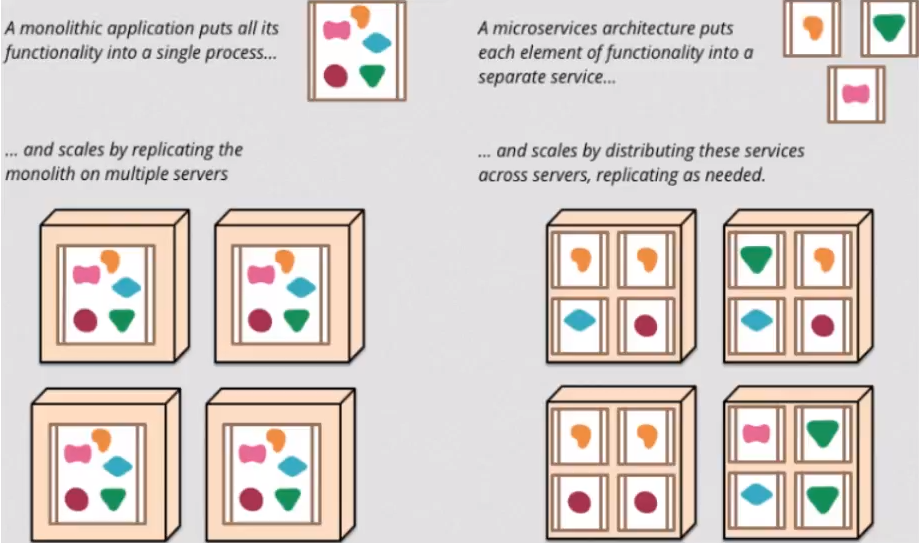 A monolithic application puts all its
functionality into a single process...
... and scales by replicating the
monolith on multiple servers
A microservices architecture puts
each element of functionality into a
separate service...
... and scales by distributing these services
across servers, replicating as needed.